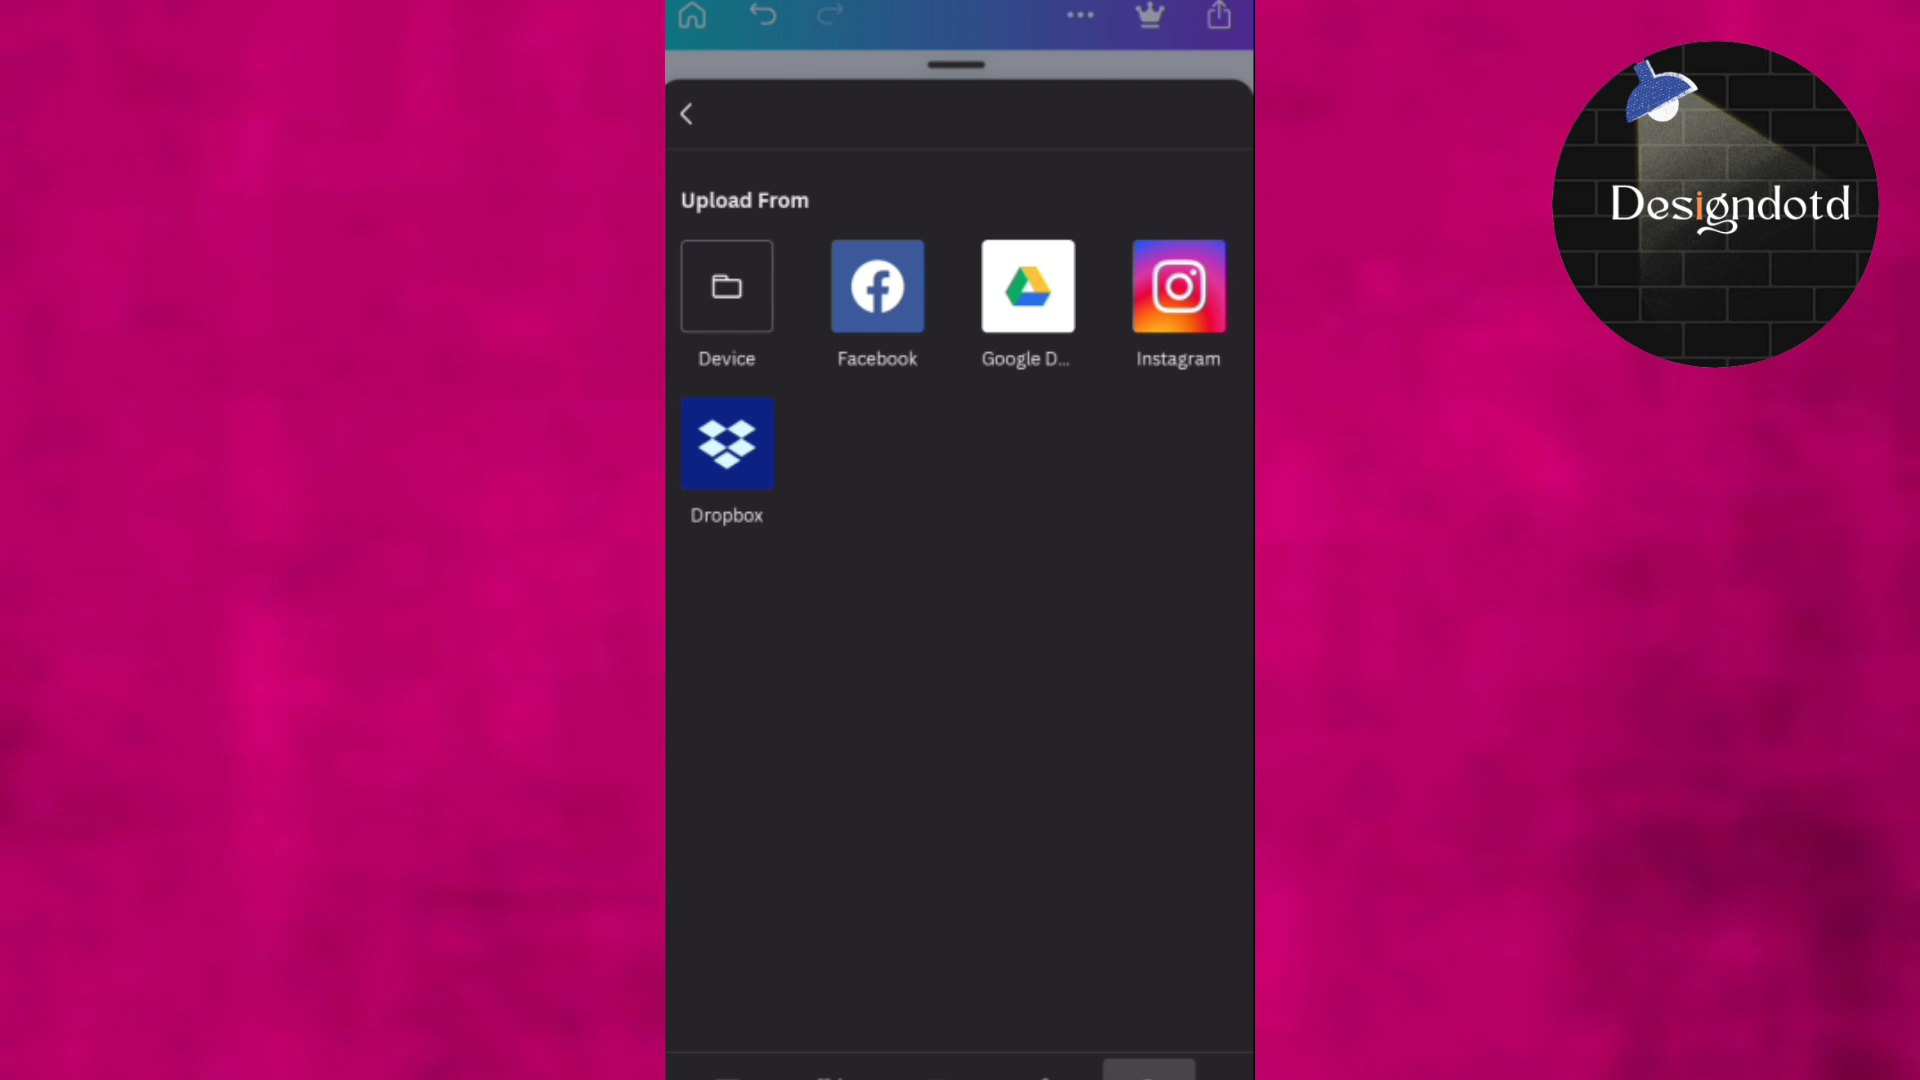 Upload From
Device
Facebook
Google D...
Instagram
Dropbox
Designdotd